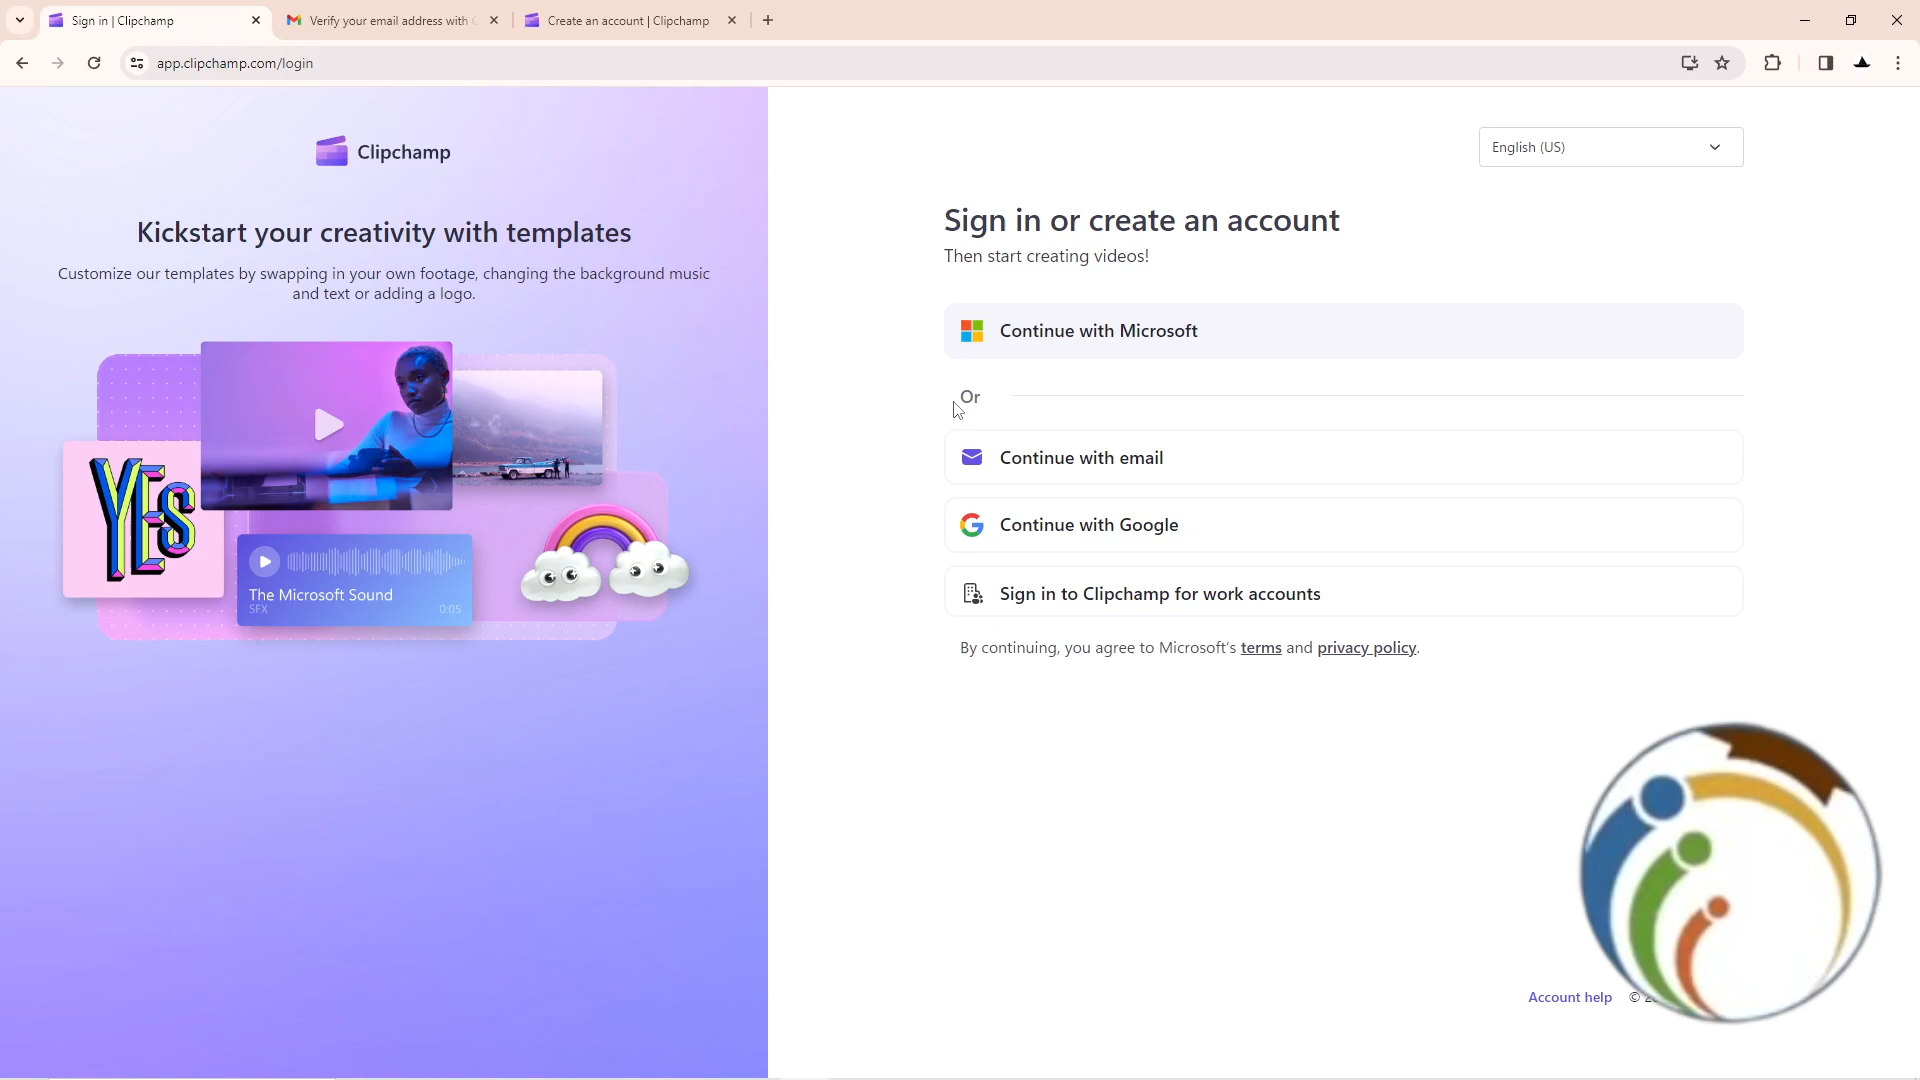 Sign in | Clipchamp
Verify your email address with
Create an account | Clipchamp
app.clipchamp.com/login
Clipchamp
Kickstart your creativity with templates
Customize our templates by swapping in your own footage, changing the background music
and text or adding a logo.
YES
The Microsoft Sound
SFX
0:05
English (US)
Sign in or create an account
Then start creating videos!
Continue with Microsoft
Or
Continue with email
Continue with Google
Sign in to Clipchamp for work accounts
By continuing, you agree to Microsoft's terms and privacy policy.
Account help
©